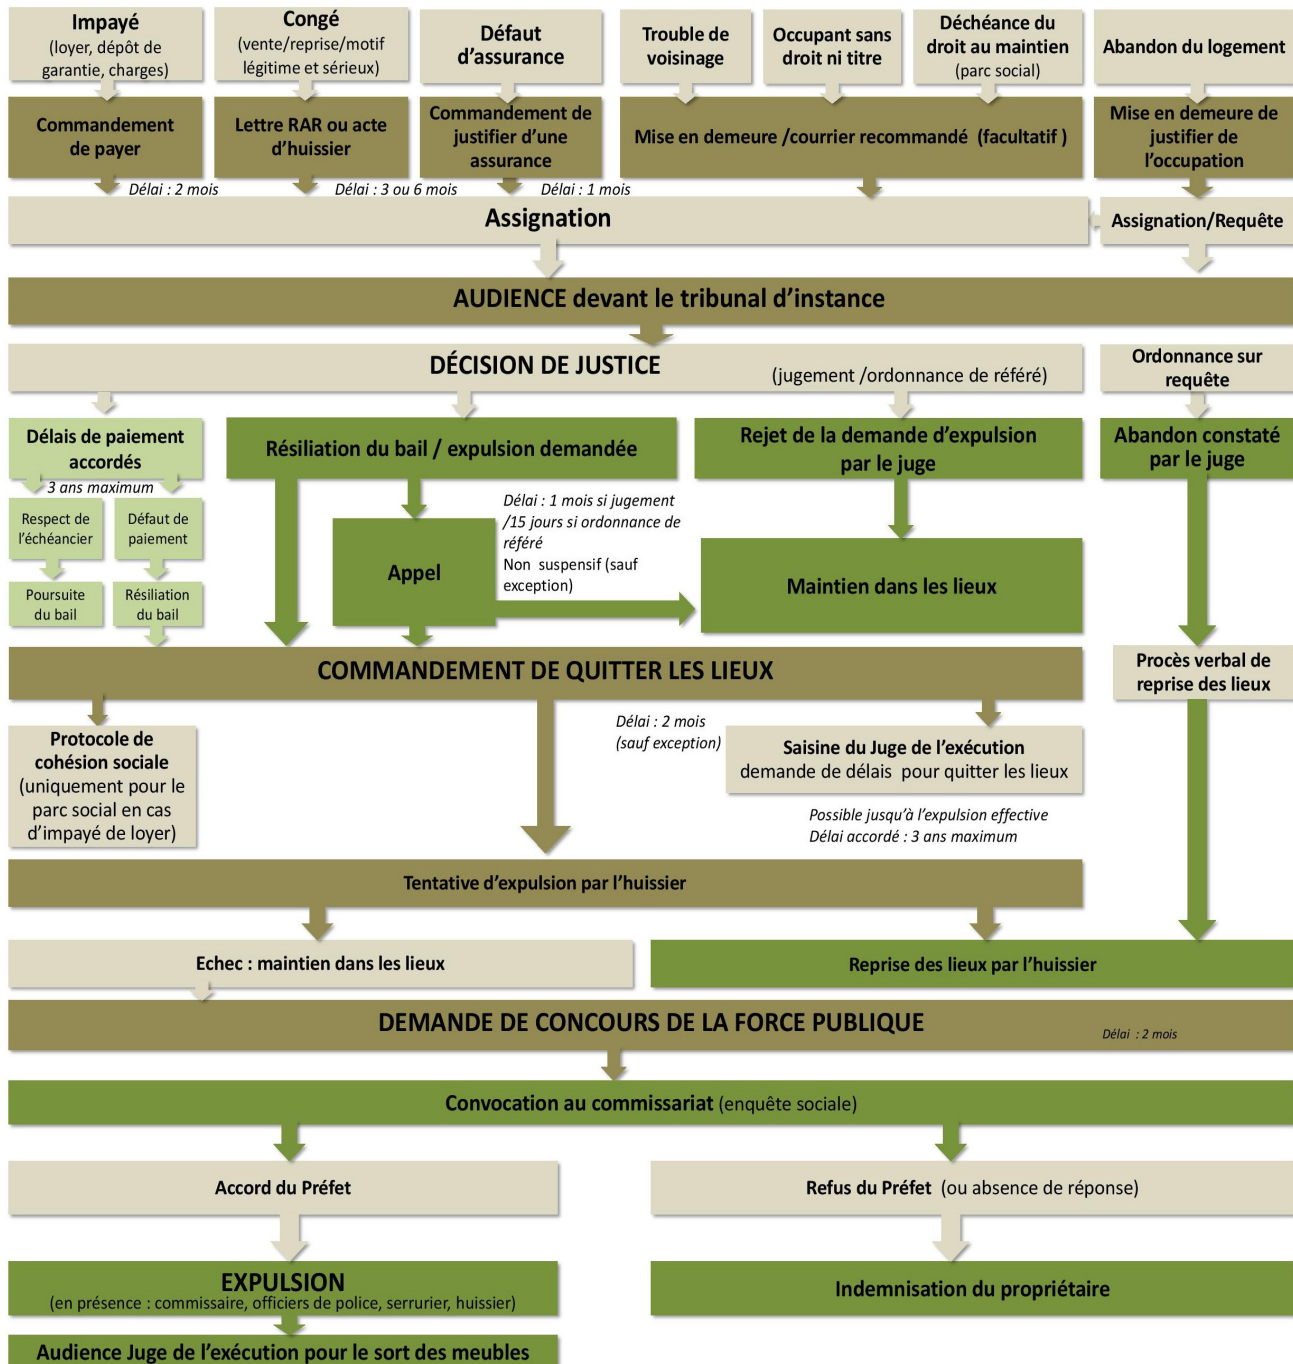 Impayé
(loyer, dépôt de
garantie, charges)
Congé
(vente/reprise/motif
légitime et sérieux)
Défaut
d’assurance
Trouble de
voisinage
Occupant sans
droit ni titre
Déchéance du
droit au maintien
(parc social)
Abandon du logement
Commandement
de payer
Lettre RAR ou acte
d’huissier
Commandement de
justifier d’une
assurance
Mise en demeure /courrier recommandé (facultatif )
Mise en demeure de
justifier de
l’occupation
Délai : 2 mois
Délai : 3 ou 6 mois
Délai : 1 mois
Assignation
Assignation/Requête
AUDIENCE devant le tribunal d’instance
DÉCISION DE JUSTICE
(jugement /ordonnance de référé)
Ordonnance sur
requête
Délais de paiement
accordés
Résiliation du bail / expulsion demandée
Rejet de la demande d’expulsion
par le juge
Abandon constaté
par le juge
3 ans maximum
Respect de
l’échéancier
Défaut de
paiement
Délai : 1 mois si jugement
/15 jours si ordonnance de
référé
Non suspensif (sauf
exception)
Appel
Maintien dans les lieux
Poursuite
du bail
Résiliation
du bail
COMMANDEMENT DE QUITTER LES LIEUX
Procès verbal de
reprise des lieux
Protocole de
cohésion sociale
(uniquement pour le
parc social en cas
d’impayé de loyer)
Délai : 2 mois
(sauf exception)
Saisine du Juge de l’exécution
demande de délais pour quitter les lieux
Possible jusqu’à l’expulsion effective
Délai accordé : 3 ans maximum
Tentative d’expulsion par l’huissier
Echec : maintien dans les lieux
Reprise des lieux par l’huissier
DEMANDE DE CONCOURS DE LA FORCE PUBLIQUE
Délai : 2 mois
Convocation au commissariat (enquête sociale)
Accord du Préfet
Refus du Préfet (ou absence de réponse)
EXPULSION
(en présence : commissaire, officiers de police, serrurier, huissier)
Indemnisation du propriétaire
Audience Juge de l’exécution pour le sort des meubles